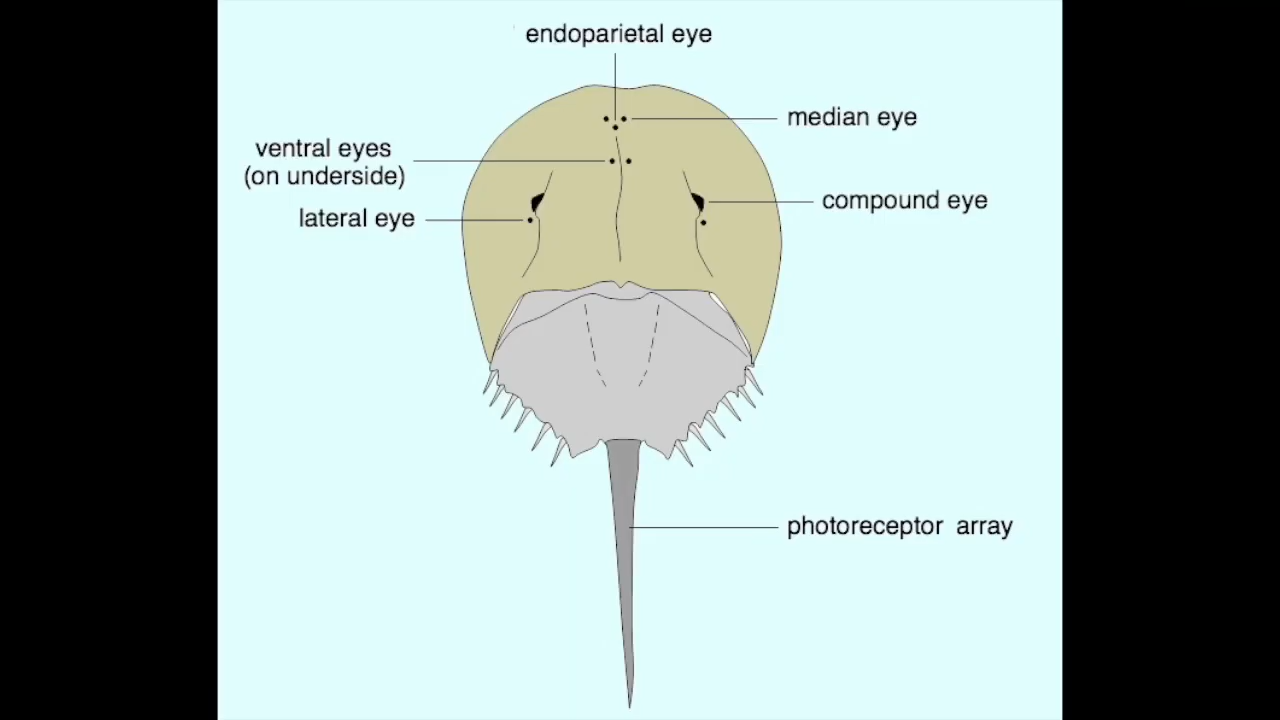 endoparietal eye
median eye
ventral eyes
(on underside)
compound eye
lateral eye
photoreceptor array